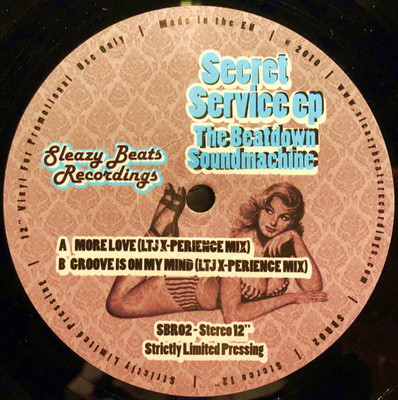 Secret
Service ep
The Beatdown
Soundmachine
Sleazy Beats
Recordings
A MORE LOVE (LTJ X-PERIENCE MIX)
B GROOVE IS ON MY MIND (LTJ X-PERIENCE MIX)
SBR02 - Stereo 12"
Strictly Limited Pressing
12" Vinyl For Promotional Use Only | Made in the EU | © 2010 | www.sleazybeatsrecordings.com | SBR02 | Stereo 12" | Strictly Limited Pressing |